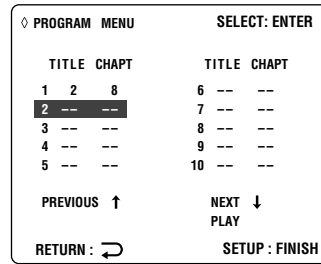 ◊ PROGRAM MENU SELECT: ENTER
TITLE CHAPT TITLE CHAPT
1 2 8 6 –– ––
2 –– –– 7 –– ––
3 –– –– 8 –– ––
4 –– –– 9 –– ––
5 –– –– 10 –– ––
PREVIOUS ↑ NEXT ↓
PLAY
RETURN : SETUP : FINISH